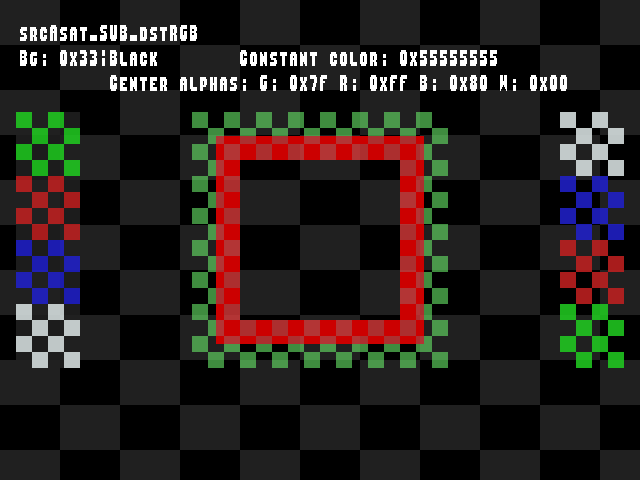 srcAsat_SUB_dstRGB
Bg: 0x33|Black Constant color: 0x55555555
Center alphas: G: 0x7f R: 0xff B: 0x80 W: 0x00